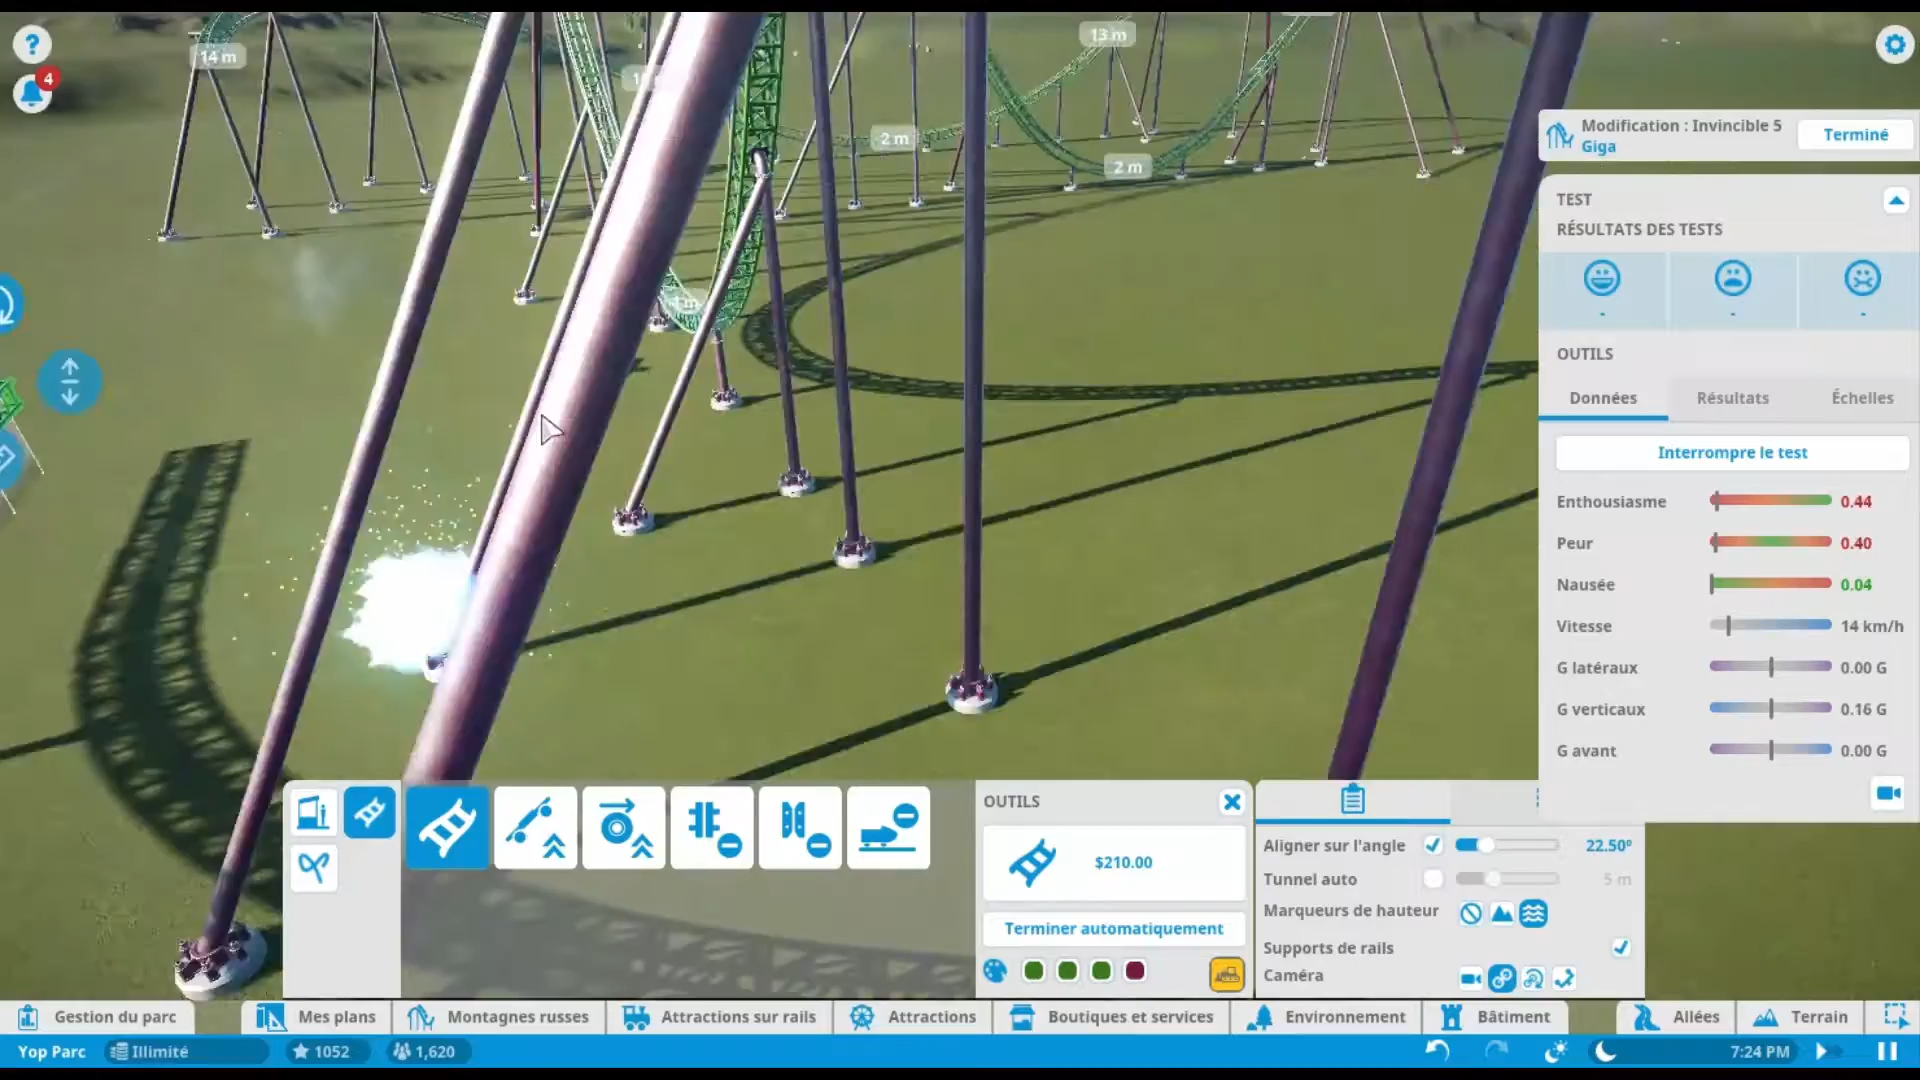 ?
4
14 m
13 m
2 m
2 m
Modification : Invincible 5
Giga
Terminé
TEST
RÉSULTATS DES TESTS
-
-
-
OUTILS
Données
Résultats
Échelles
Interrompre le test
Enthousiasme
0.44
Peur
0.40
Nausée
0.04
Vitesse
14 km/h
G latéraux
0.00 G
G verticaux
0.16 G
G avant
0.00 G
OUTILS
$210.00
Terminer automatiquement
Aligner sur l'angle
22.50°
Tunnel auto
5 m
Marqueurs de hauteur
Supports de rails
Caméra
Gestion du parc
Mes plans
Montagnes russes
Attractions sur rails
Attractions
Boutiques et services
Environnement
Bâtiment
Allées
Terrain
Yop Parc
Illimité
1052
1,620
7:24 PM